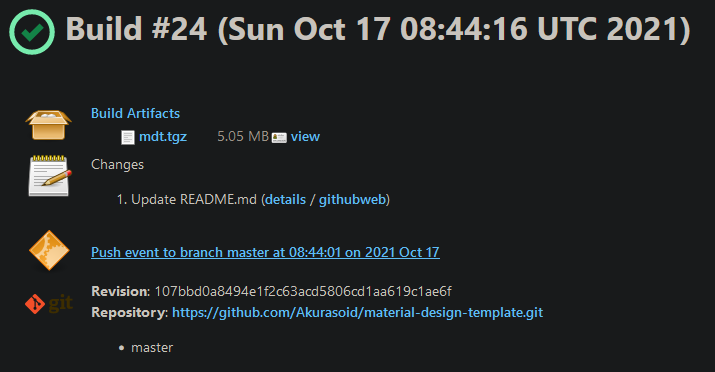 Build #24 (Sun Oct 17 08:44:16 UTC 2021)
Build Artifacts
mdt.tgz 5.05 MB view
Changes
1. Update README.md (details / githubweb)
Push event to branch master at 08:44:01 on 2021 Oct 17
git Revision: 107bbd0a8494e1f2c63acd5806cd1aa619c1ae6f
Repository: https://github.com/Akurasoid/material-design-template.git
• master